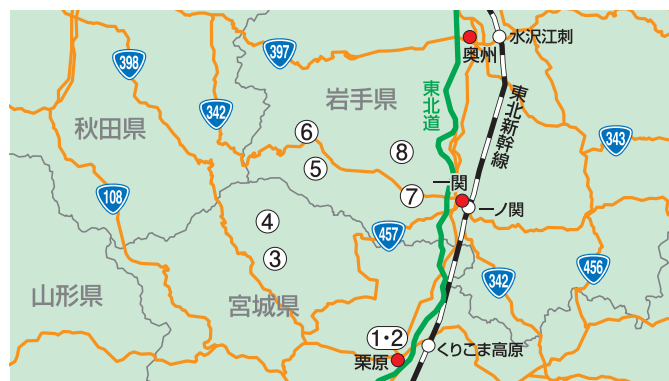 水沢江刺
奥州
397
398
東北道
岩手県
東北新幹線
342
秋田県
6
343
8
5
一関
108
7
一ノ関
4
457
3
456
342
山形県
宮城県
1・2
くりこま高原
栗原